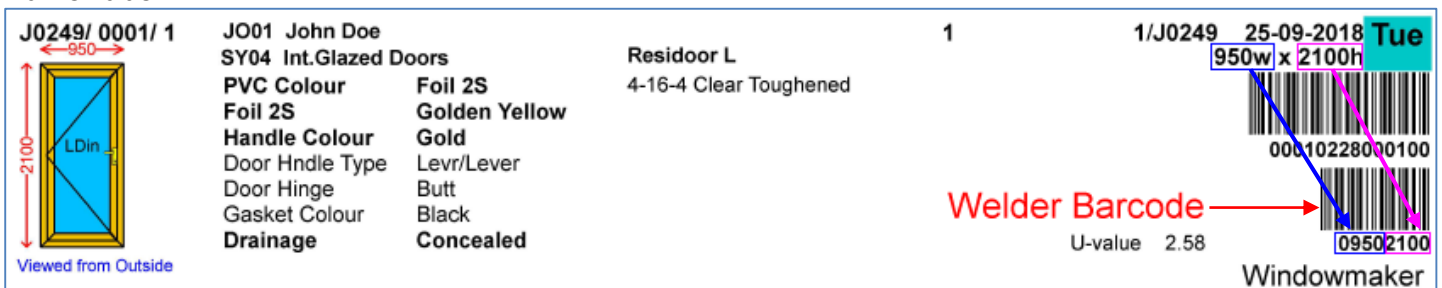 J0249/ 0001/ 1 JO01 John Doe 1 1/J0249 25-09-2018 Tue
950 SY04 Int.Glazed Doors Residoor L 950w x 2100h
PVC Colour Foil 2S 4-16-4 Clear Toughened
Foil 2S Golden Yellow
Handle Colour Gold
2100 LDin Door Hndle Type Levr/Lever 00010228000100
Door Hinge Butt
Gasket Colour Black Welder Barcode
Drainage Concealed U-value 2.58 09502100
Viewed from Outside Windowmaker